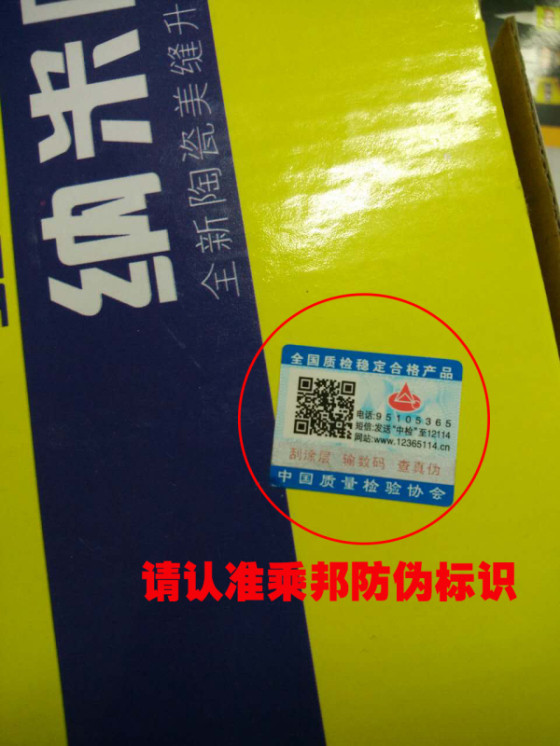 纳米
全新陶瓷美缝升
全国质检稳定合格产品
电话:95105365
短信:发送"中检"至12114
网站:www.12365114.cn
刮涂层 输数码 查真伪
中国质量检验协会
请认准乘邦防伪标识